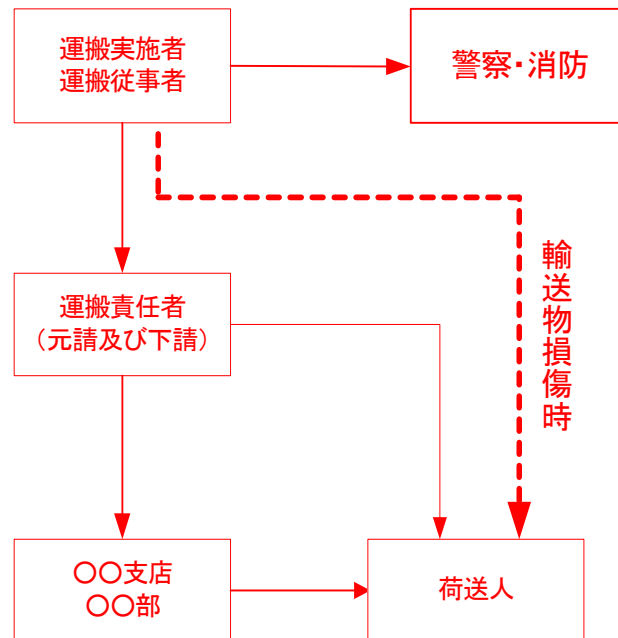 運搬実施者
運搬従事者
警察・消防
輸送物損傷時
運搬責任者
(元請及び下請)
〇〇支店
〇〇部
荷送人